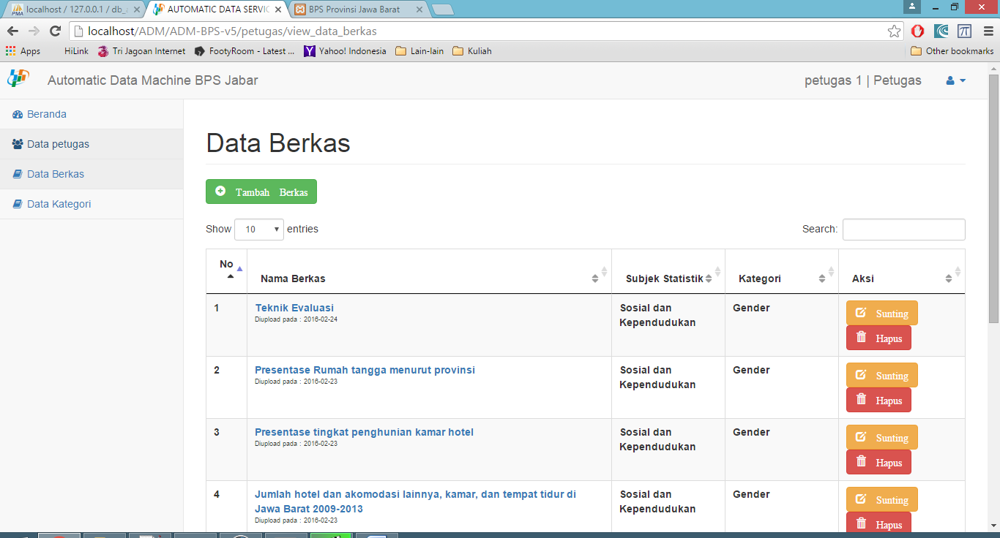 localhost / 127.0.0.1 / db_
AUTOMATIC DATA SERVIC
BPS Provinsi Jawa Barat
localhost/ADM/ADM-BPS-v5/petugas/view_data_berkas
Apps HiLink Tri Jagoan Internet FootyRoom - Latest ... Yahoo! Indonesia Lain-lain Kuliah Other bookmarks
Automatic Data Machine BPS Jabar
petugas 1 | Petugas
Beranda
Data petugas
Data Berkas
Data Kategori
Data Berkas
Tambah Berkas
Show 10 entries
Search:
No Nama Berkas Subjek Statistik Kategori Aksi
1 Teknik Evaluasi Sosial dan Gender Sunting
Diupload pada : 2016-02-24 Kependudukan
Hapus
2 Presentase Rumah tangga menurut provinsi Sosial dan Gender Sunting
Diupload pada : 2016-02-23 Kependudukan
Hapus
3 Presentase tingkat penghunian kamar hotel Sosial dan Gender Sunting
Diupload pada : 2016-02-23 Kependudukan
Hapus
4 Jumlah hotel dan akomodasi lainnya, kamar, dan tempat tidur di Sosial dan Gender Sunting
Jawa Barat 2009-2013 Kependudukan
Diupload pada : 2016-02-23 Hapus